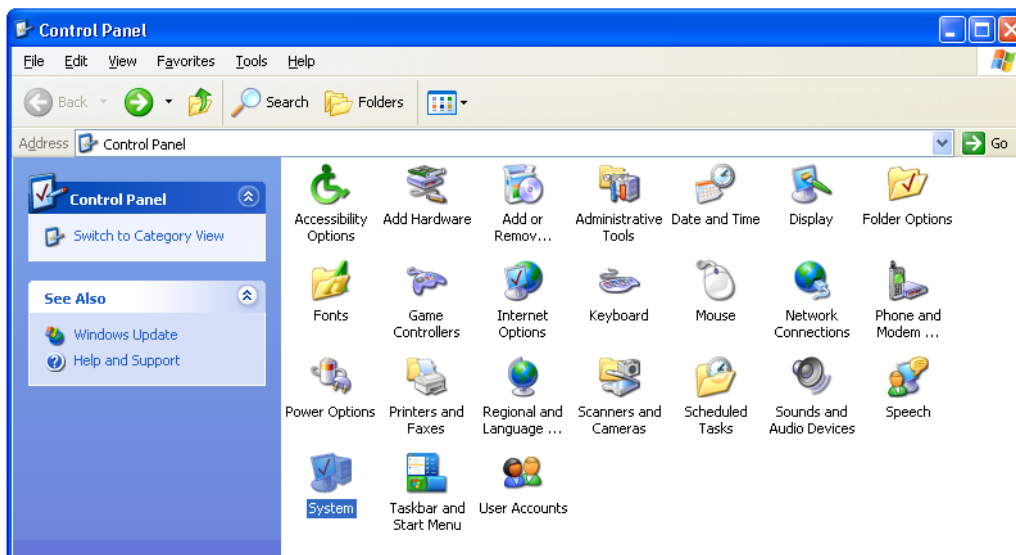 Control Panel
File Edit View Favorites Tools Help
Back Search Folders
Address Control Panel Go
Control Panel
Switch to Category View
See Also
Windows Update
Help and Support
Accessibility Options
Add Hardware
Add or Remov...
Administrative Tools
Date and Time
Display
Folder Options
Fonts
Game Controllers
Internet Options
Keyboard
Mouse
Network Connections
Phone and Modem ...
Power Options
Printers and Faxes
Regional and Language ...
Scanners and Cameras
Scheduled Tasks
Sounds and Audio Devices
Speech
System
Taskbar and Start Menu
User Accounts